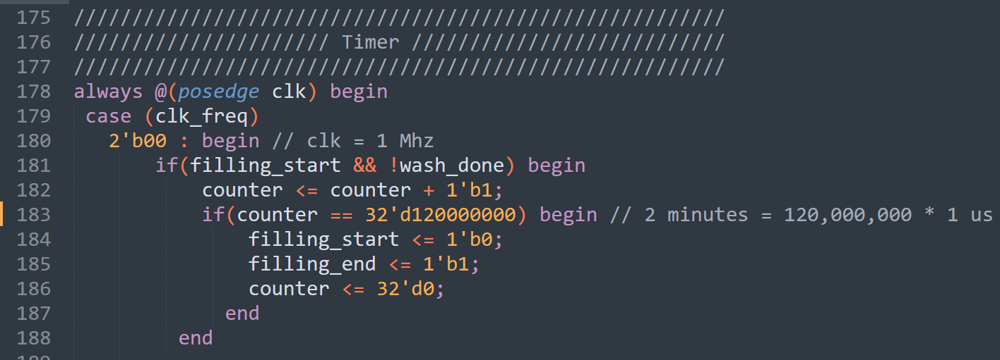 175 ////////////////////////////////////////////////////////
176 ////////////////////// Timer ///////////////////////////
177 ////////////////////////////////////////////////////////
178 always @(posedge clk) begin
179 case (clk_freq)
180 2'b00 : begin // clk = 1 Mhz
181 if(filling_start && !wash_done) begin
182 counter <= counter + 1'b1;
183 if(counter == 32'd120000000) begin // 2 minutes = 120,000,000 * 1 us
184 filling_start <= 1'b0;
185 filling_end <= 1'b1;
186 counter <= 32'd0;
187 end
188 end